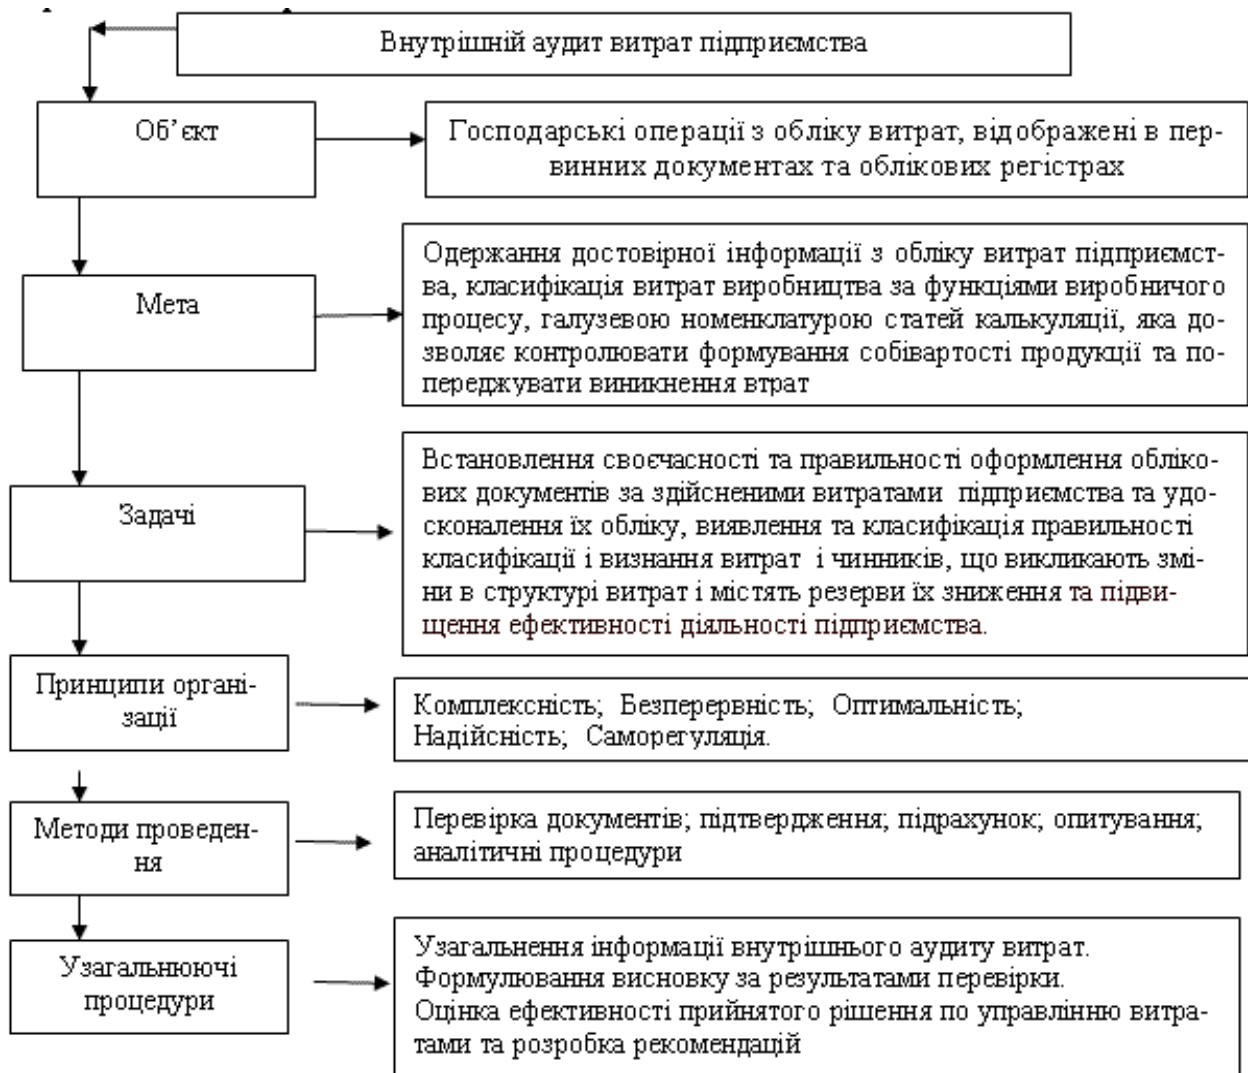 Внутрішній аудит витрат підприємства
Об’єкт
Господарські операції з обліку витрат, відображені в пер-
винних документах та облікових регістрах
Мета
Одержання достовірної інформації з обліку витрат підприємст-
ва, класифікація витрат виробництва за функціями виробничого
процесу, галузевою номенклатурою статей калькуляції, яка до-
зволяє контролювати формування собівартості продукції та по-
переджувати виникнення втрат
Задачі
Встановлення своєчасності та правильності оформлення обліко-
вих документів за здійсненими витратами підприємства та удо-
сконалення їх обліку, виявлення та класифікація правильності
класифікації і визнання витрат і чинників, що викликають змі-
ни в структурі витрат і містять резерви їх зниження та підви-
щення ефективності діяльності підприємства.
Принципи органі-
зації
Комплексність; Безперервність; Оптимальність;
Надійсність; Саморегуляція.
Методи проведен-
ня
Перевірка документів; підтвердження; підрахунок; опитування;
аналітичні процедури
Узагальнюючі
процедури
Узагальнення інформації внутрішнього аудиту витрат.
Формулювання висновку за результатами перевірки.
Оцінка ефективності прийнятого рішення по управлінню витра-
тами та розробка рекомендацій